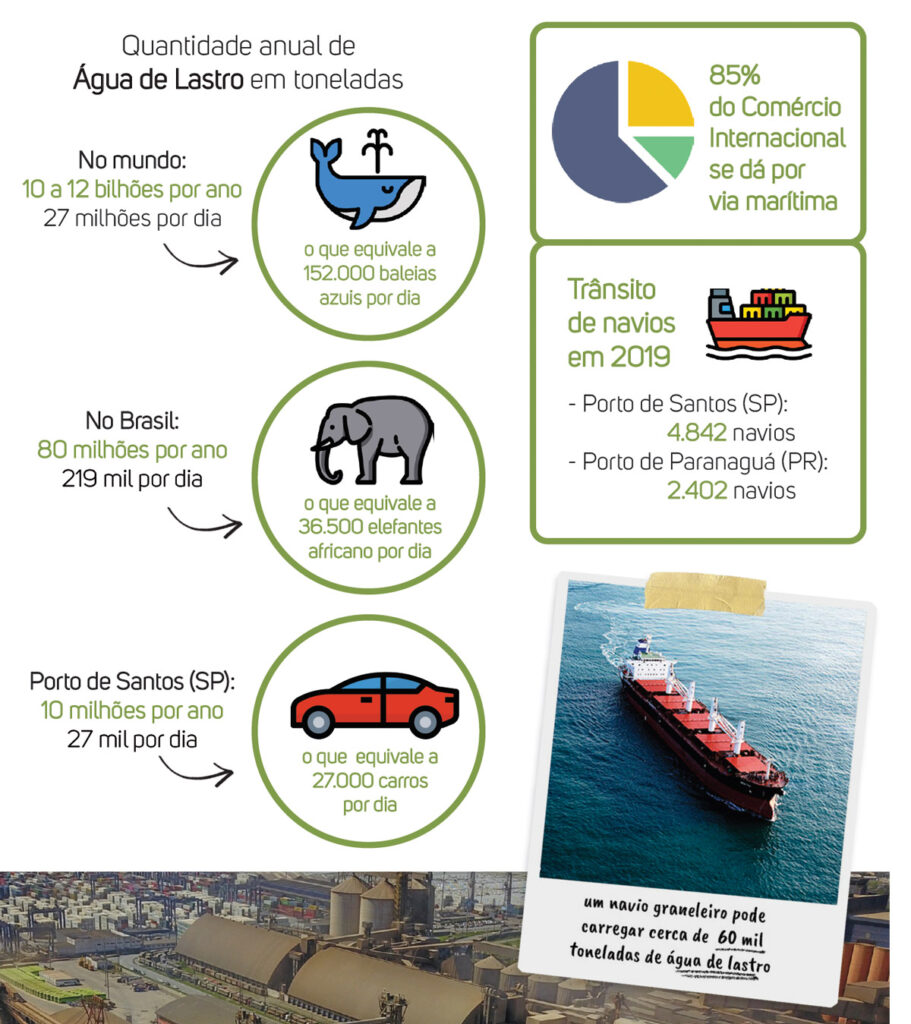 Quantidade anual de
Água de Lastro em toneladas
No mundo:
10 a 12 bilhões por ano
27 milhões por dia
o que equivale a
152.000 baleias
azuis por dia
No Brasil:
80 milhões por ano
219 mil por dia
o que equivale a
36.500 elefantes
africano por dia
Porto de Santos (SP):
10 milhões por ano
27 mil por dia
o que equivale a
27.000 carros
por dia
85%
do Comércio
Internacional
se dá por
via marítima
Trânsito
de navios
em 2019
- Porto de Santos (SP):
4.842 navios
- Porto de Paranaguá (PR):
2.402 navios
um navio graneleiro pode
carregar cerca de 60 mil
toneladas de água de lastro